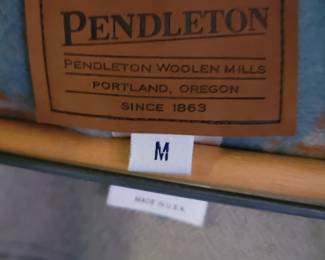 PENDLETON
PENDLETON WOOLEN MILLS
PORTLAND, OREGON
SINCE 1863
M
MADE IN U.S.A.